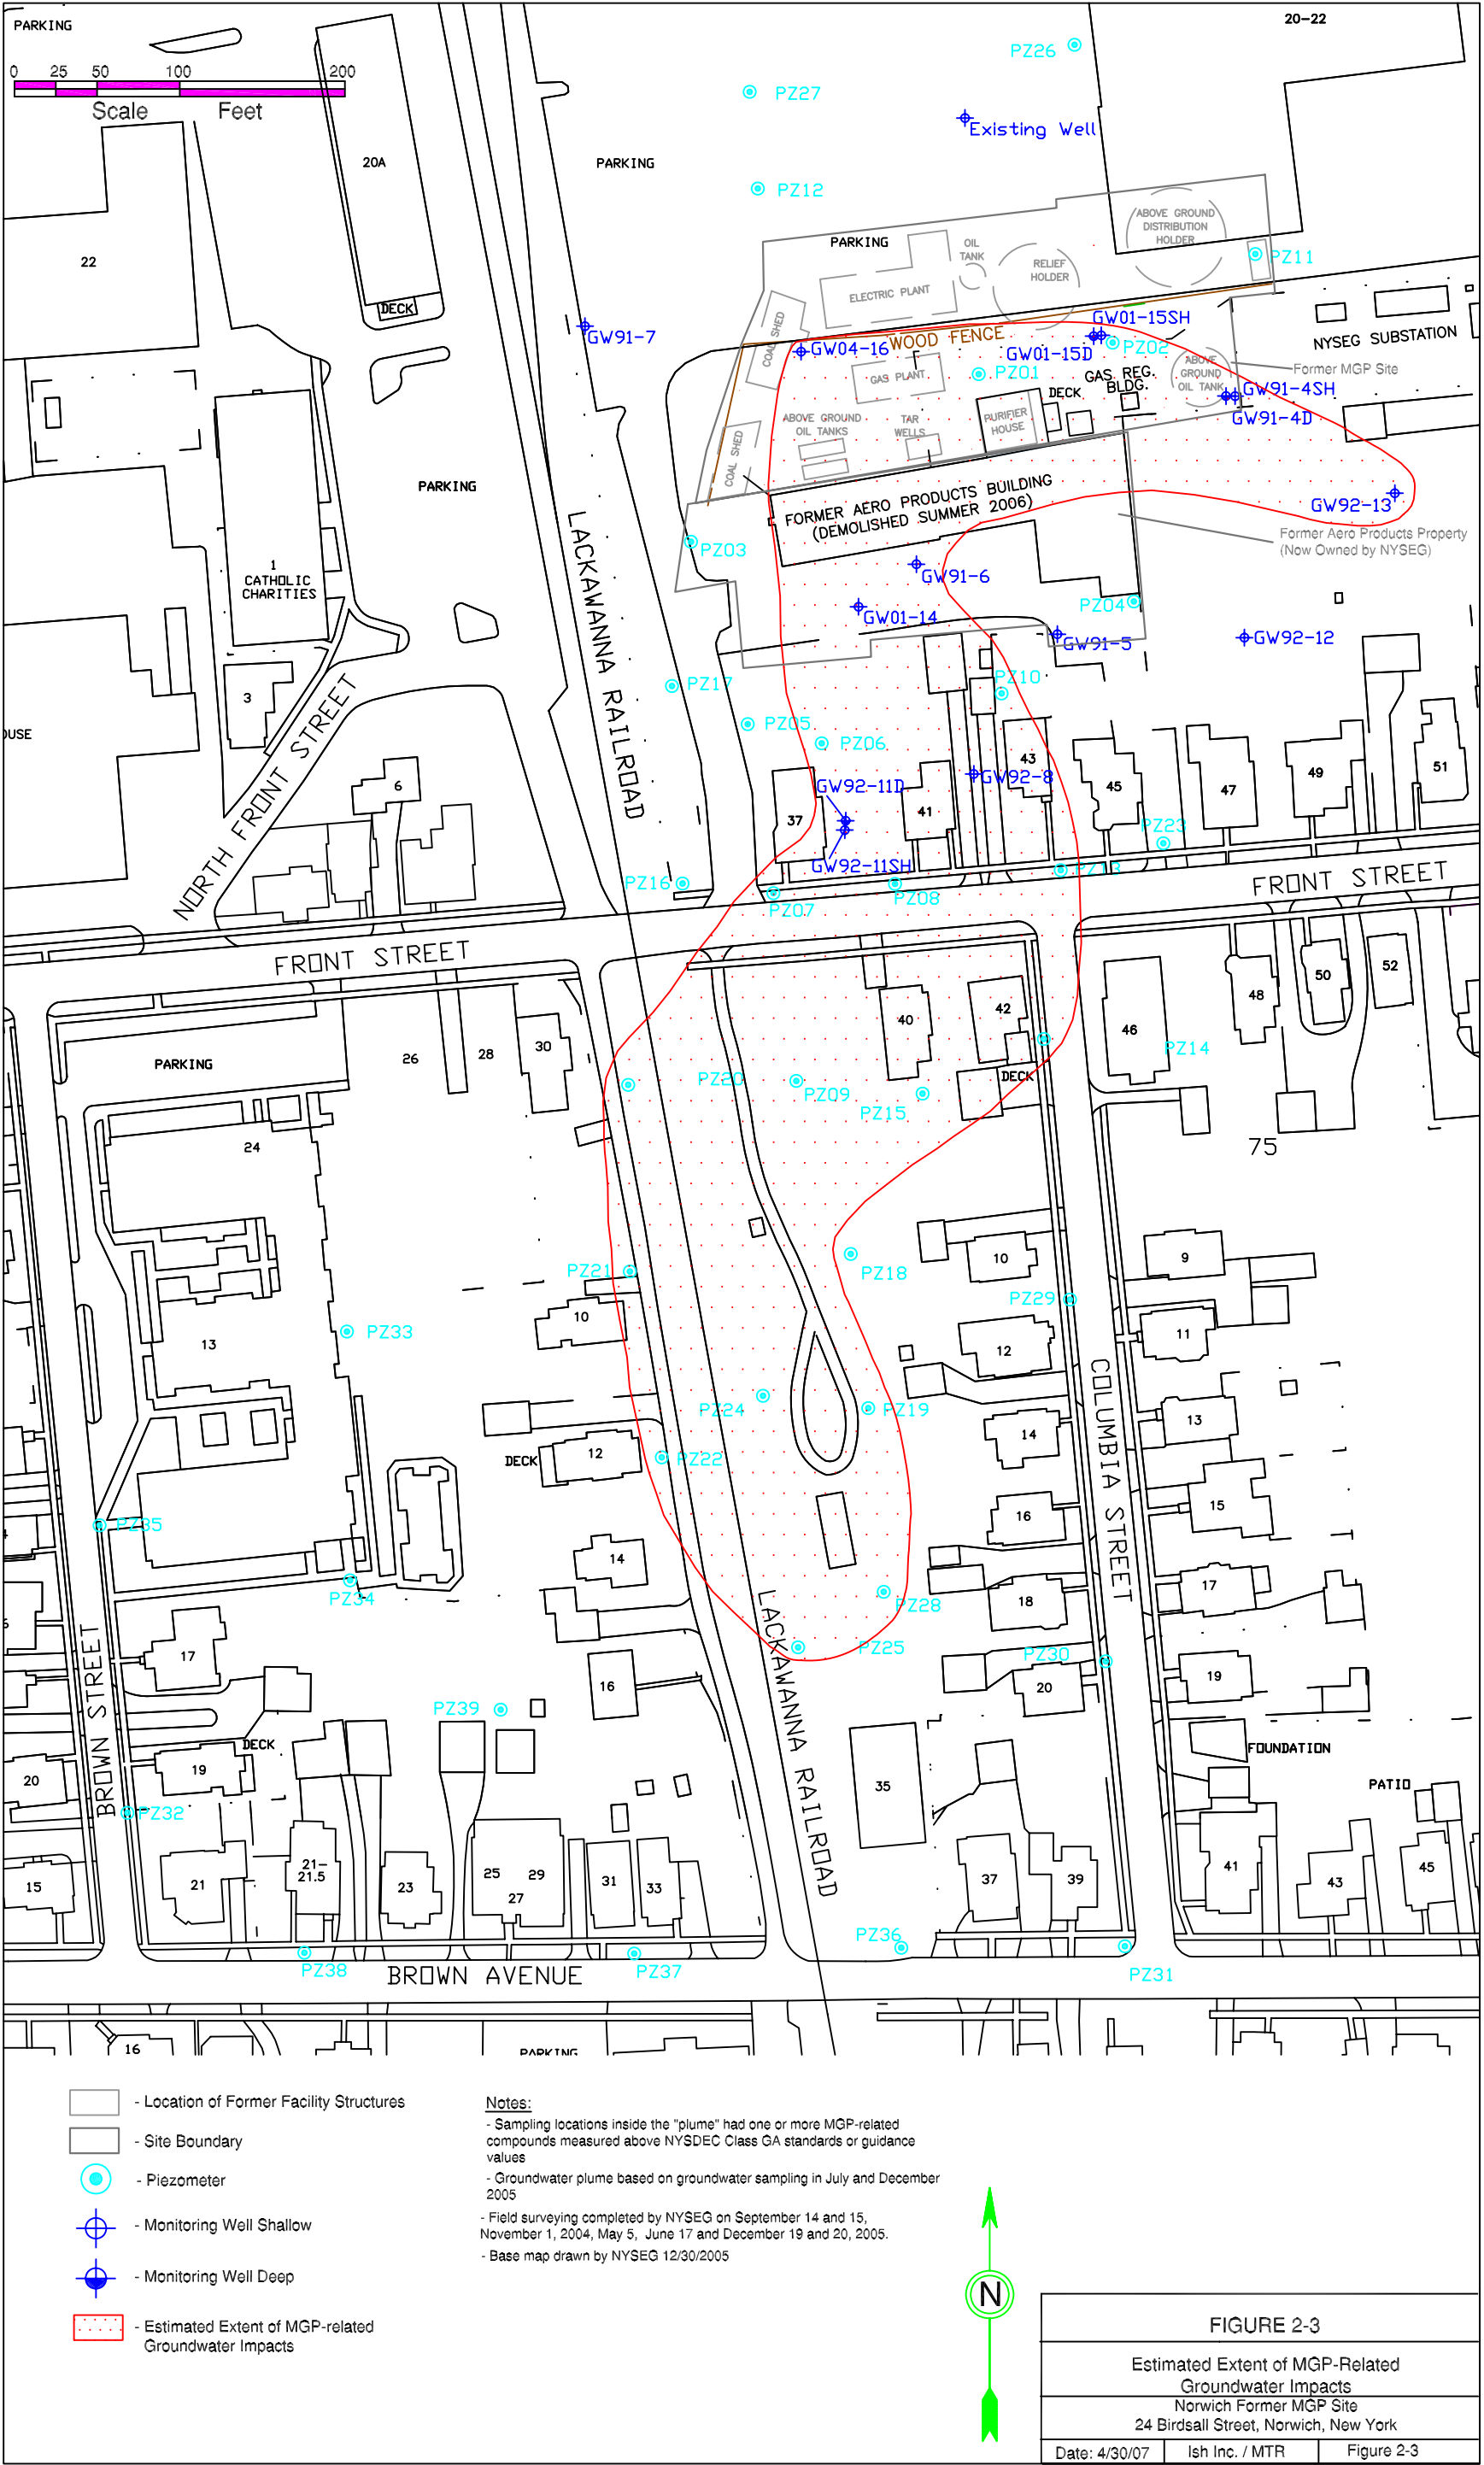 PARKING
20-22
PZ26
0 25 50 100 200
Scale Feet
PZ27
Existing Well
20A
PARKING
PZ12
22
PARKING
OIL
TANK
ABOVE GROUND
DISTRIBUTION
HOLDER
RELIEF
HOLDER
PZ11
ELECTRIC PLANT
DECK
GW91-7
COAL SHED
WOOD FENCE
GW01-15SH
GW04-16
GW01-15D
PZ02
NYSEG SUBSTATION
GAS PLANT
PZ01
GAS REG.
BLDG.
ABOVE
GROUND
OIL TANK
Former MGP Site
DECK
GW91-4SH
GW91-4D
ABOVE GROUND
OIL TANKS
TAR
WELLS
PURIFIER
HOUSE
COAL SHED
PARKING
FORMER AERO PRODUCTS BUILDING
(DEMOLISHED SUMMER 2006)
GW92-13
LACKAWANNA RAILROAD
PZ03
Former Aero Products Property
(Now Owned by NYSEG)
1
CATHOLIC
CHARITIES
GW91-6
GW01-14
PZ04
GW91-5
GW92-12
3
PZ17
PZ10
NORTH FRONT STREET
OUSE
PZ05
PZ06
43
6
GW92-11D
GW92-8
45
47
49
51
37
41
PZ23
GW92-11SH
PZ16
PZ13
PZ07
PZ08
FRONT STREET
FRONT STREET
40
42
46
48
50
52
PARKING
26
28
30
PZ14
DECK
PZ20
PZ09
PZ15
24
75
10
9
PZ21
PZ18
PZ29
10
13
PZ33
12
11
COLUMBIA STREET
PZ24
PZ19
14
13
DECK
12
PZ22
16
15
PZ35
14
PZ34
17
LACKAWANNA RAILROAD
PZ28
18
17
PZ25
PZ30
BROWN STREET
16
20
19
PZ39
DECK
FOUNDATION
20
19
35
PATIO
PZ32
15
21
21-
21.5
23
25
27
29
31
33
37
39
41
43
45
PZ38
BROWN AVENUE
PZ37
PZ36
PZ31
16
PARKING
- Location of Former Facility Structures
- Site Boundary
- Piezometer
- Monitoring Well Shallow
- Monitoring Well Deep
- Estimated Extent of MGP-related
Groundwater Impacts
Notes:
- Sampling locations inside the "plume" had one or more MGP-related
compounds measured above NYSDEC Class GA standards or guidance
values
- Groundwater plume based on groundwater sampling in July and December
2005
- Field surveying completed by NYSEG on September 14 and 15,
November 1, 2004, May 5, June 17 and December 19 and 20, 2005.
- Base map drawn by NYSEG 12/30/2005
N
FIGURE 2-3
Estimated Extent of MGP-Related
Groundwater Impacts
Norwich Former MGP Site
24 Birdsall Street, Norwich, New York
Date: 4/30/07
Ish Inc. / MTR
Figure 2-3